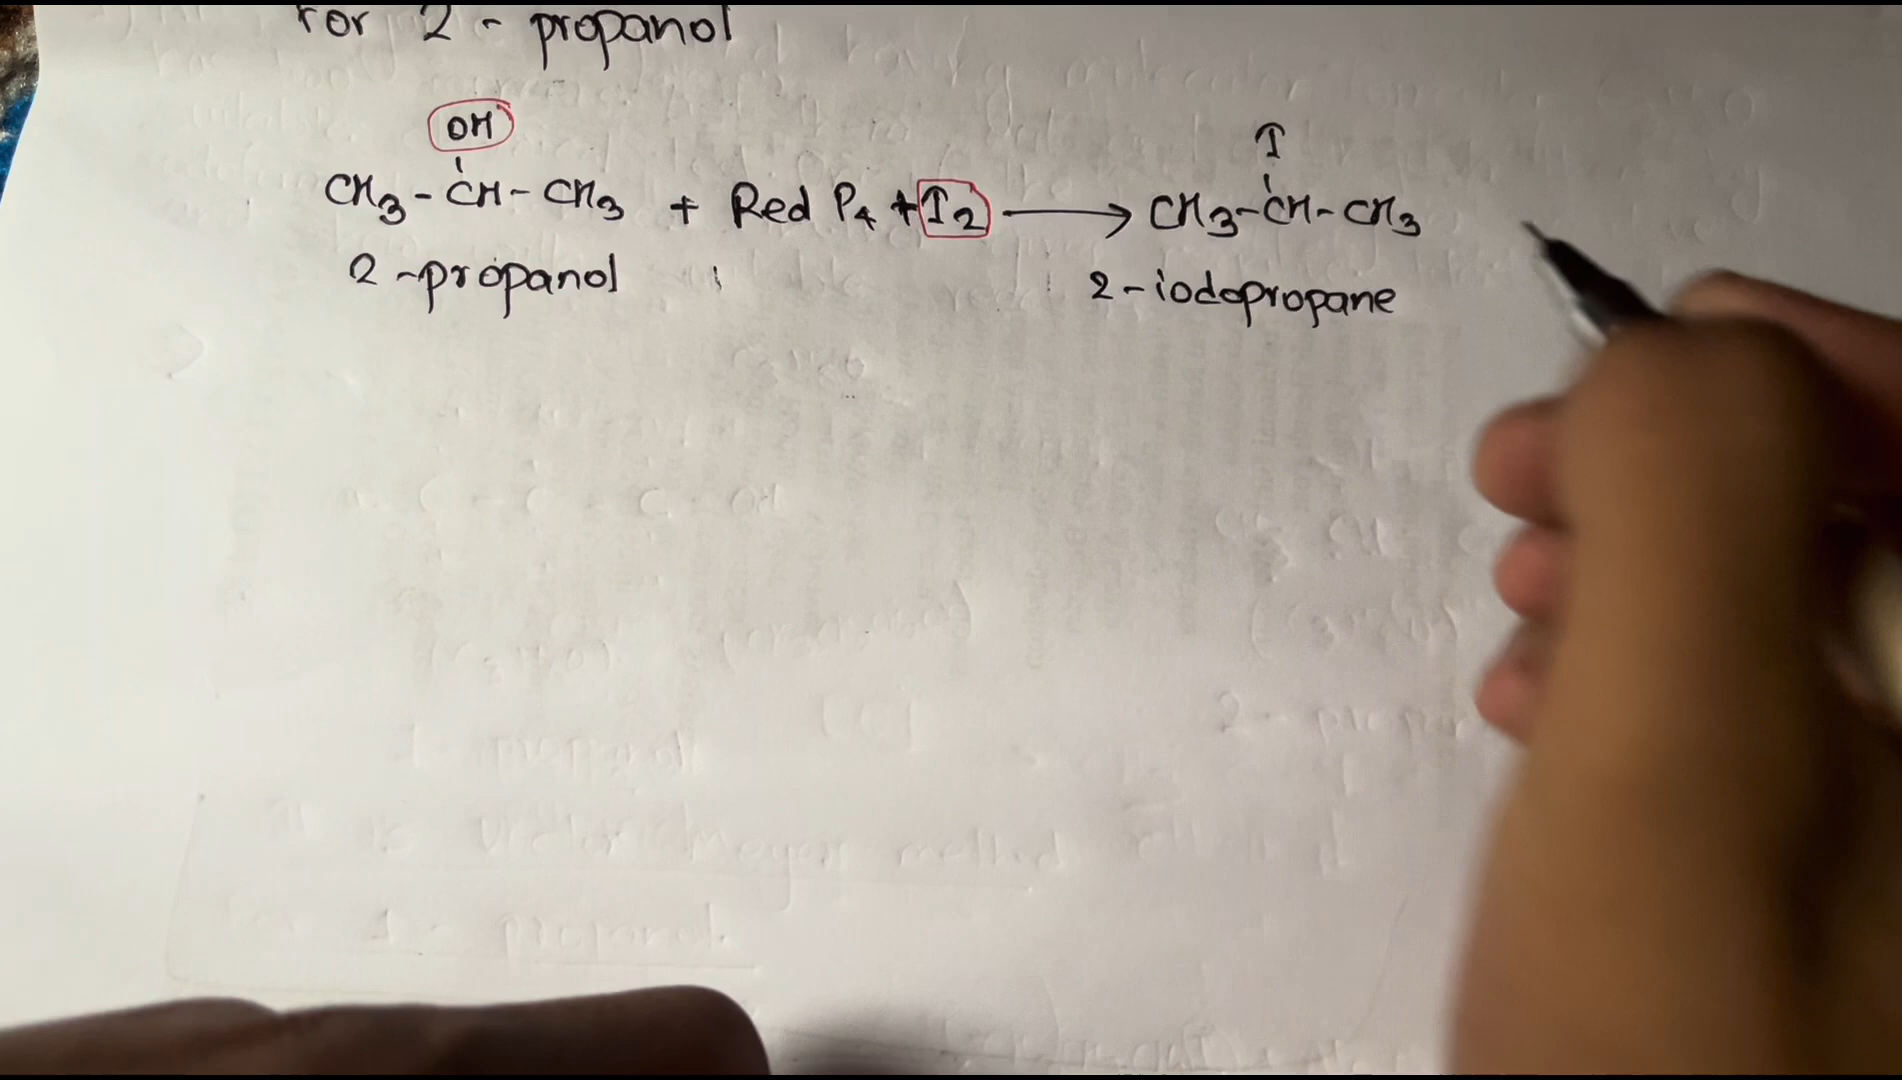 For 2 - propanol
OH
I
CH3 - CH - CH3 + Red P4 + I2 → CH3 - CH - CH3
2 - propanol
2 - iodopropane